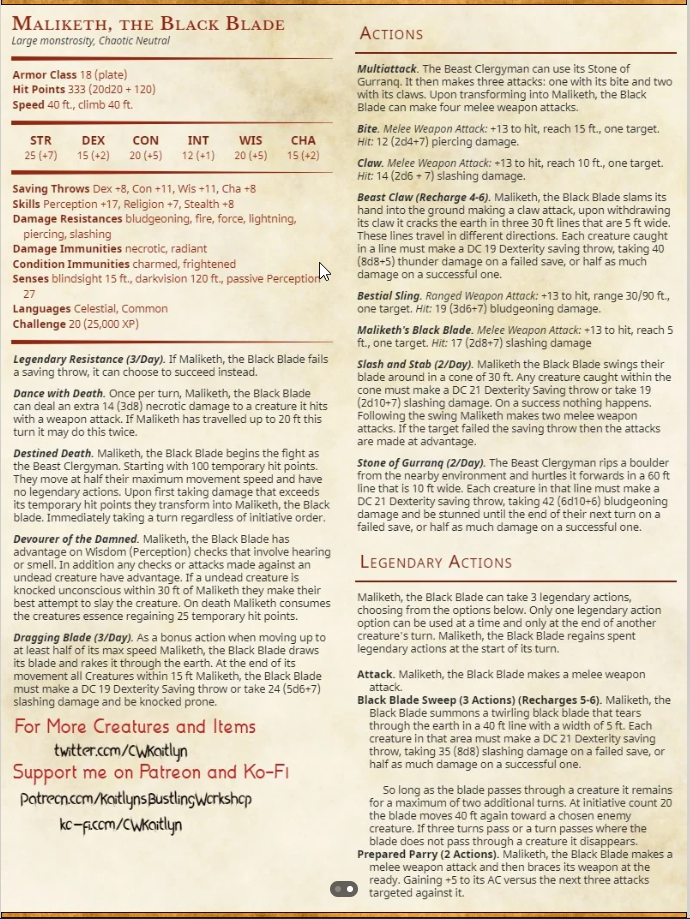 Maliketh, the Black Blade
Large monstrosity, Chaotic Neutral
Armor Class 18 (plate)
Hit Points 333 (20d20 + 120)
Speed 40 ft., climb 40 ft.
STR DEX CON INT WIS CHA
25 (+7) 15 (+2) 20 (+5) 12 (+1) 20 (+5) 15 (+2)
Saving Throws Dex +8, Con +11, Wis +11, Cha +8
Skills Perception +17, Religion +7, Stealth +8
Damage Resistances bludgeoning, fire, force, lightning,
piercing, slashing
Damage Immunities necrotic, radiant
Condition Immunities charmed, frightened
Senses blindsight 15 ft., darkvision 120 ft., passive Perception
27
Languages Celestial, Common
Challenge 20 (25,000 XP)
Legendary Resistance (3/Day). If Maliketh, the Black Blade fails
a saving throw, it can choose to succeed instead.
Dance with Death. Once per turn, Maliketh, the Black Blade
can deal an extra 14 (3d8) necrotic damage to a creature it hits
with a weapon attack. If Maliketh has travelled up to 20 ft this
turn it may do this twice.
Destined Death. Maliketh, the Black Blade begins the fight as
the Beast Clergyman. Starting with 100 temporary hit points.
They move at half their maximum movement speed and have
no legendary actions. Upon first taking damage that exceeds
its temporary hit points they transform into Maliketh, the Black
blade. Immediately taking a turn regardless of initiative order.
Devourer of the Damned. Maliketh, the Black Blade has
advantage on Wisdom (Perception) checks that involve hearing
or smell. In addition any checks or attacks made against an
undead creature have advantage. If a undead creature is
knocked unconscious within 30 ft of Maliketh they make their
best attempt to slay the creature. On death Maliketh consumes
the creatures essence regaining 25 temporary hit points.
Dragging Blade (3/Day). As a bonus action when moving up to
at least half of its max speed Maliketh, the Black Blade draws
its blade and rakes it through the earth. At the end of its
movement all Creatures within 15 ft Maliketh, the Black Blade
must make a DC 19 Dexterity Saving throw or take 24 (5d6+7)
slashing damage and be knocked prone.
For More Creatures and Items
twitter.com/CWKaitlyn
Support me on Patreon and Ko-Fi
Patreon.com/KaitlynsBustlingWorkshop
ko-fi.com/CWKaitlyn
Actions
Multiattack. The Beast Clergyman can use its Stone of
Gurranq. It then makes three attacks: one with its bite and two
with its claws. Upon transforming into Maliketh, the Black
Blade can make four melee weapon attacks.
Bite. Melee Weapon Attack: +13 to hit, reach 15 ft., one target.
Hit: 12 (2d4+7) piercing damage.
Claw. Melee Weapon Attack: +13 to hit, reach 10 ft., one target.
Hit: 14 (2d6 + 7) slashing damage.
Beast Claw (Recharge 4-6). Maliketh, the Black Blade slams its
hand into the ground making a claw attack, upon withdrawing
its claw it cracks the earth in three 30 ft lines that are 5 ft wide.
These lines travel in different directions. Each creature caught
in a line must make a DC 19 Dexterity saving throw, taking 40
(8d8+5) thunder damage on a failed save, or half as much
damage on a successful one.
Bestial Sling. Ranged Weapon Attack: +13 to hit, range 30/90 ft.,
one target. Hit: 19 (3d6+7) bludgeoning damage.
Maliketh's Black Blade. Melee Weapon Attack: +13 to hit, reach 5
ft., one target. Hit: 17 (2d8+7) slashing damage
Slash and Stab (2/Day). Maliketh the Black Blade swings their
blade around in a cone of 30 ft. Any creature caught within the
cone must make a DC 21 Dexterity Saving throw or take 19
(2d10+7) slashing damage. On a success nothing happens.
Following the swing Maliketh makes two melee weapon
attacks. If the target failed the saving throw then the attacks
are made at advantage.
Stone of Gurranq (2/Day). The Beast Clergyman rips a boulder
from the nearby environment and hurtles it forwards in a 60 ft
line that is 10 ft wide. Each creature in that line must make a
DC 21 Dexterity saving throw, taking 42 (6d10+6) bludgeoning
damage and be stunned until the end of their next turn on a
failed save, or half as much damage on a successful one.
Legendary Actions
Maliketh, the Black Blade can take 3 legendary actions,
choosing from the options below. Only one legendary action
option can be used at a time and only at the end of another
creature's turn. Maliketh, the Black Blade regains spent
legendary actions at the start of its turn.
Attack. Maliketh, the Black Blade makes a melee weapon
attack.
Black Blade Sweep (3 Actions) (Recharges 5-6). Maliketh, the
Black Blade summons a twirling black blade that tears
through the earth in a 40 ft line with a width of 5 ft. Each
creature in that area must make a DC 21 Dexterity saving
throw, taking 35 (8d8) slashing damage on a failed save, or
half as much damage on a successful one.
So long as the blade passes through a creature it remains
for a maximum of two additional turns. At initiative count 20
the blade moves 40 ft again toward a chosen enemy
creature. If three turns pass or a turn passes where the
blade does not pass through a creature it disappears.
Prepared Parry (2 Actions). Maliketh, the Black Blade makes a
melee weapon attack and then braces its weapon at the
ready. Gaining +5 to its AC versus the next three attacks
targeted against it.